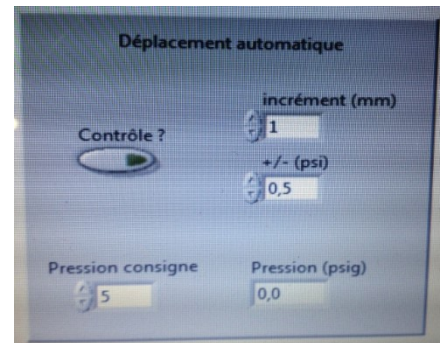 Déplacement automatique
incrément (mm)
1
Contrôle ?
+/- (psi)
0,5
Pression consigne
5
Pression (psig)
0,0